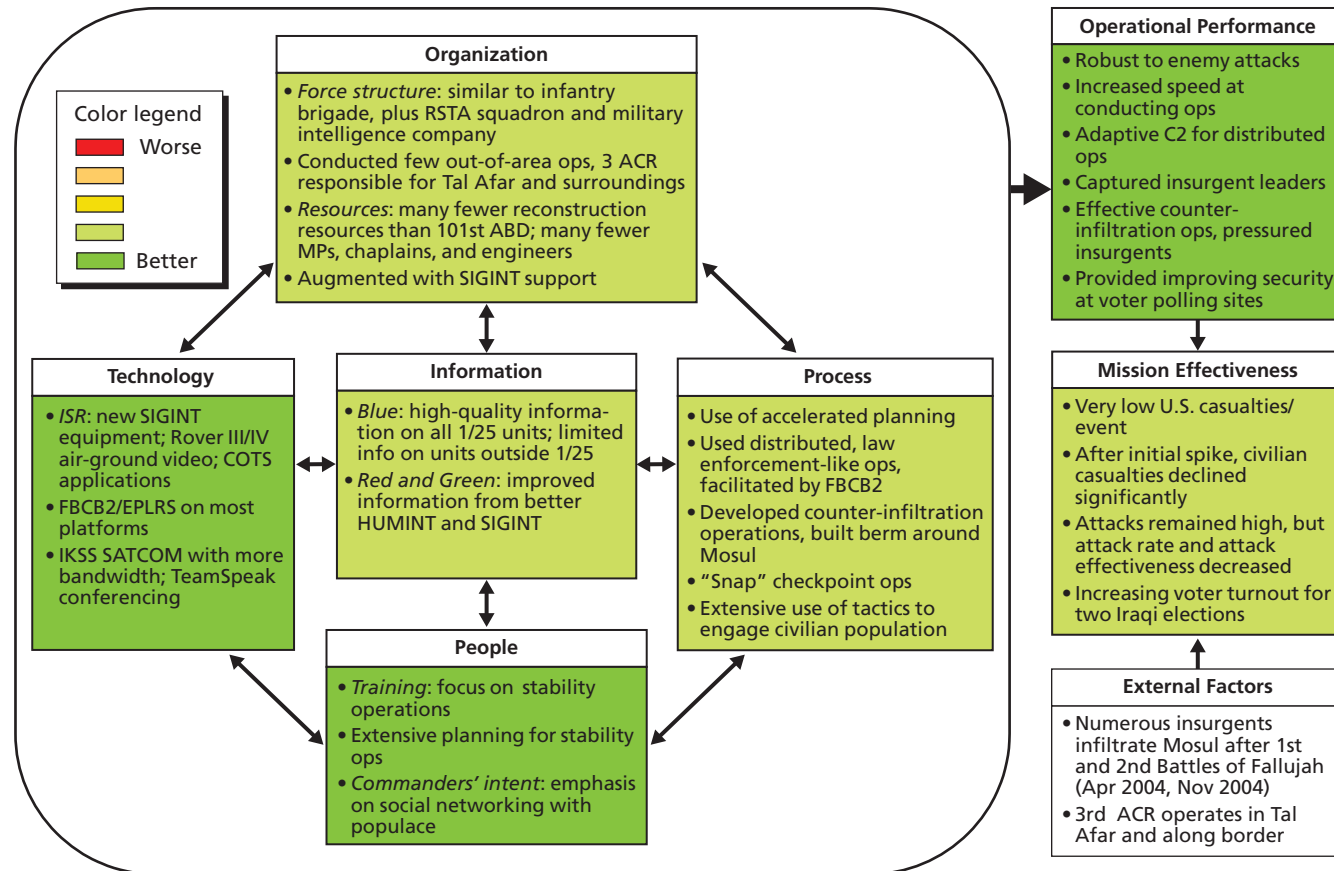 Color legend
Worse
Better
Organization
• Force structure: similar to infantry
brigade, plus RSTA squadron and military
intelligence company
• Conducted few out-of-area ops, 3 ACR
responsible for Tal Afar and surroundings
• Resources: many fewer reconstruction
resources than 101st ABD; many fewer
MPs, chaplains, and engineers
• Augmented with SIGINT support
Technology
• ISR: new SIGINT
equipment; Rover III/IV
air-ground video; COTS
applications
• FBCB2/EPLRS on most
platforms
• IKSS SATCOM with more
bandwidth; TeamSpeak
conferencing
Information
• Blue: high-quality informa-
tion on all 1/25 units; limited
info on units outside 1/25
• Red and Green: improved
information from better
HUMINT and SIGINT
Process
• Use of accelerated planning
• Used distributed, law
enforcement-like ops,
facilitated by FBCB2
• Developed counter-infiltration
operations, built berm around
Mosul
• “Snap” checkpoint ops
• Extensive use of tactics to
engage civilian population
People
• Training: focus on stability
operations
• Extensive planning for stability
ops
• Commanders’ intent: emphasis
on social networking with
populace
Operational Performance
• Robust to enemy attacks
• Increased speed at
conducting ops
• Adaptive C2 for distributed
ops
• Captured insurgent leaders
• Effective counter-
infiltration ops, pressured
insurgents
• Provided improving security
at voter polling sites
Mission Effectiveness
• Very low U.S. casualties/
event
• After initial spike, civilian
casualties declined
significantly
• Attacks remained high, but
attack rate and attack
effectiveness decreased
• Increasing voter turnout for
two Iraqi elections
External Factors
• Numerous insurgents
infiltrate Mosul after 1st
and 2nd Battles of Fallujah
(Apr 2004, Nov 2004)
• 3rd ACR operates in Tal
Afar and along border